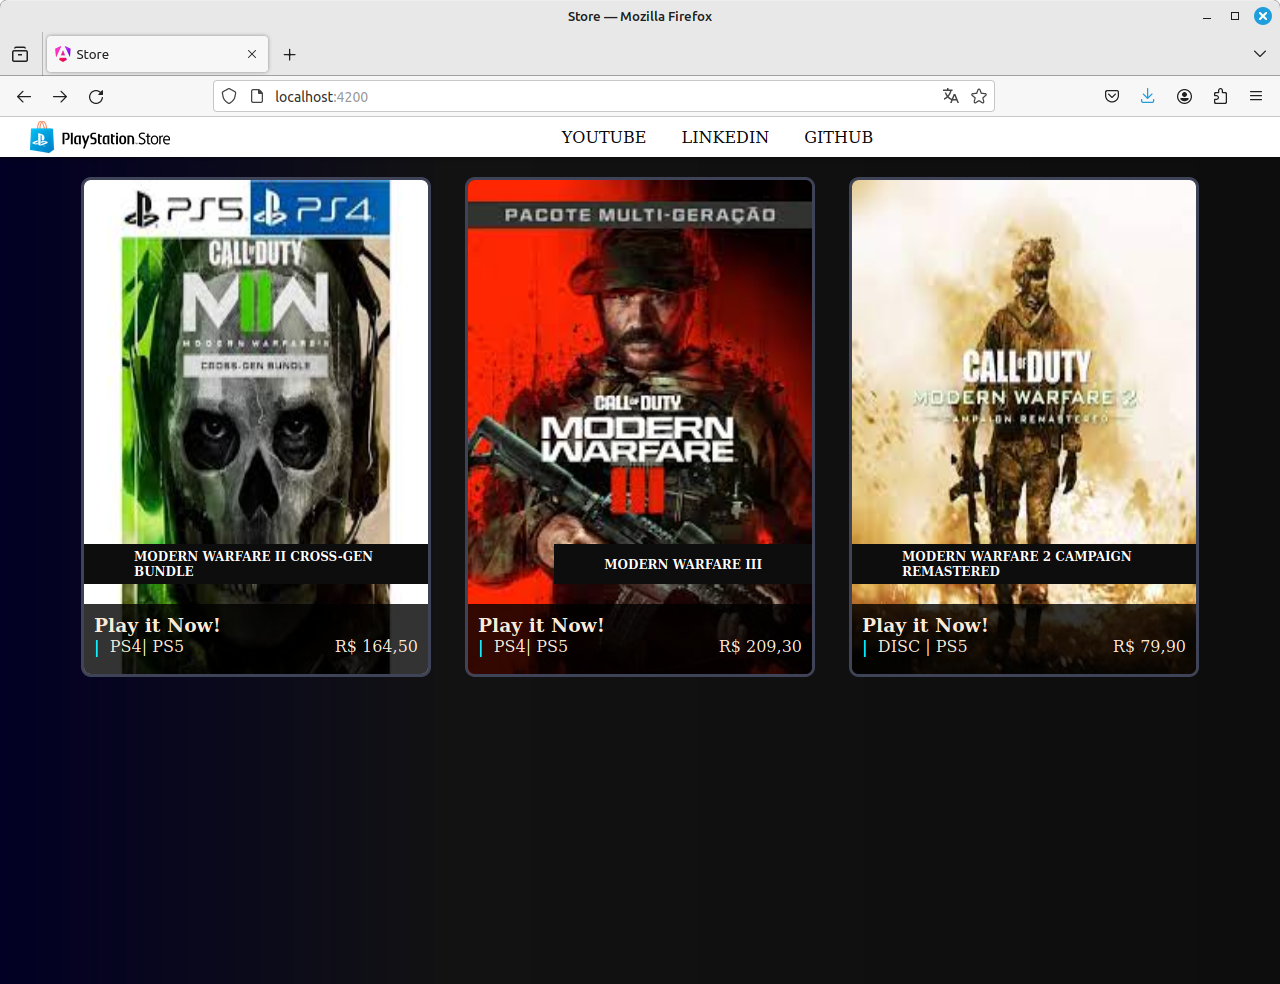 Store — Mozilla Firefox
Store
localhost:4200
PlayStation.Store
YOUTUBE
LINKEDIN
GITHUB
PS5 PS4
CALL OF DUTY
MWII
MODERN WARFARE II
CROSS-GEN BUNDLE
MODERN WARFARE II CROSS-GEN
BUNDLE
Play it Now!
| PS4| PS5
R$ 164,50
PACOTE MULTI-GERAÇÃO
CALL OF DUTY
MODERN
WARFARE
III
MODERN WARFARE III
Play it Now!
| PS4| PS5
R$ 209,30
CALL OF DUTY
MODERN WARFARE 2
CAMPAIGN REMASTERED
MODERN WARFARE 2 CAMPAIGN
REMASTERED
Play it Now!
| DISC | PS5
R$ 79,90